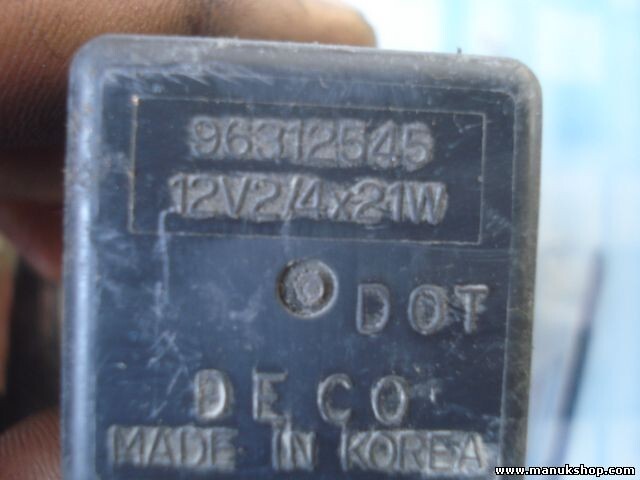 96312545
12V2/4x21W
DOT
DECO
MADE IN KOREA
www.manukshop.com